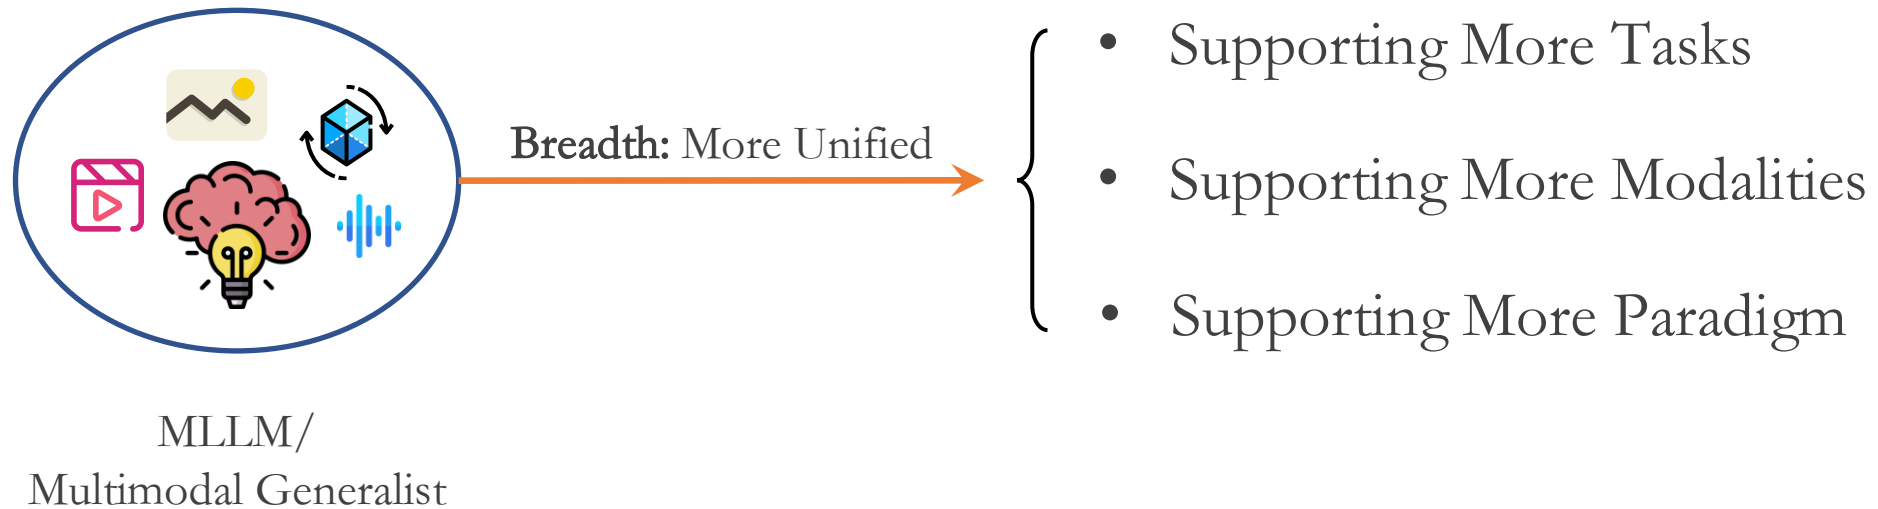 Breadth: More Unified
• Supporting More Tasks
• Supporting More Modalities
• Supporting More Paradigm
MLLM/
Multimodal Generalist